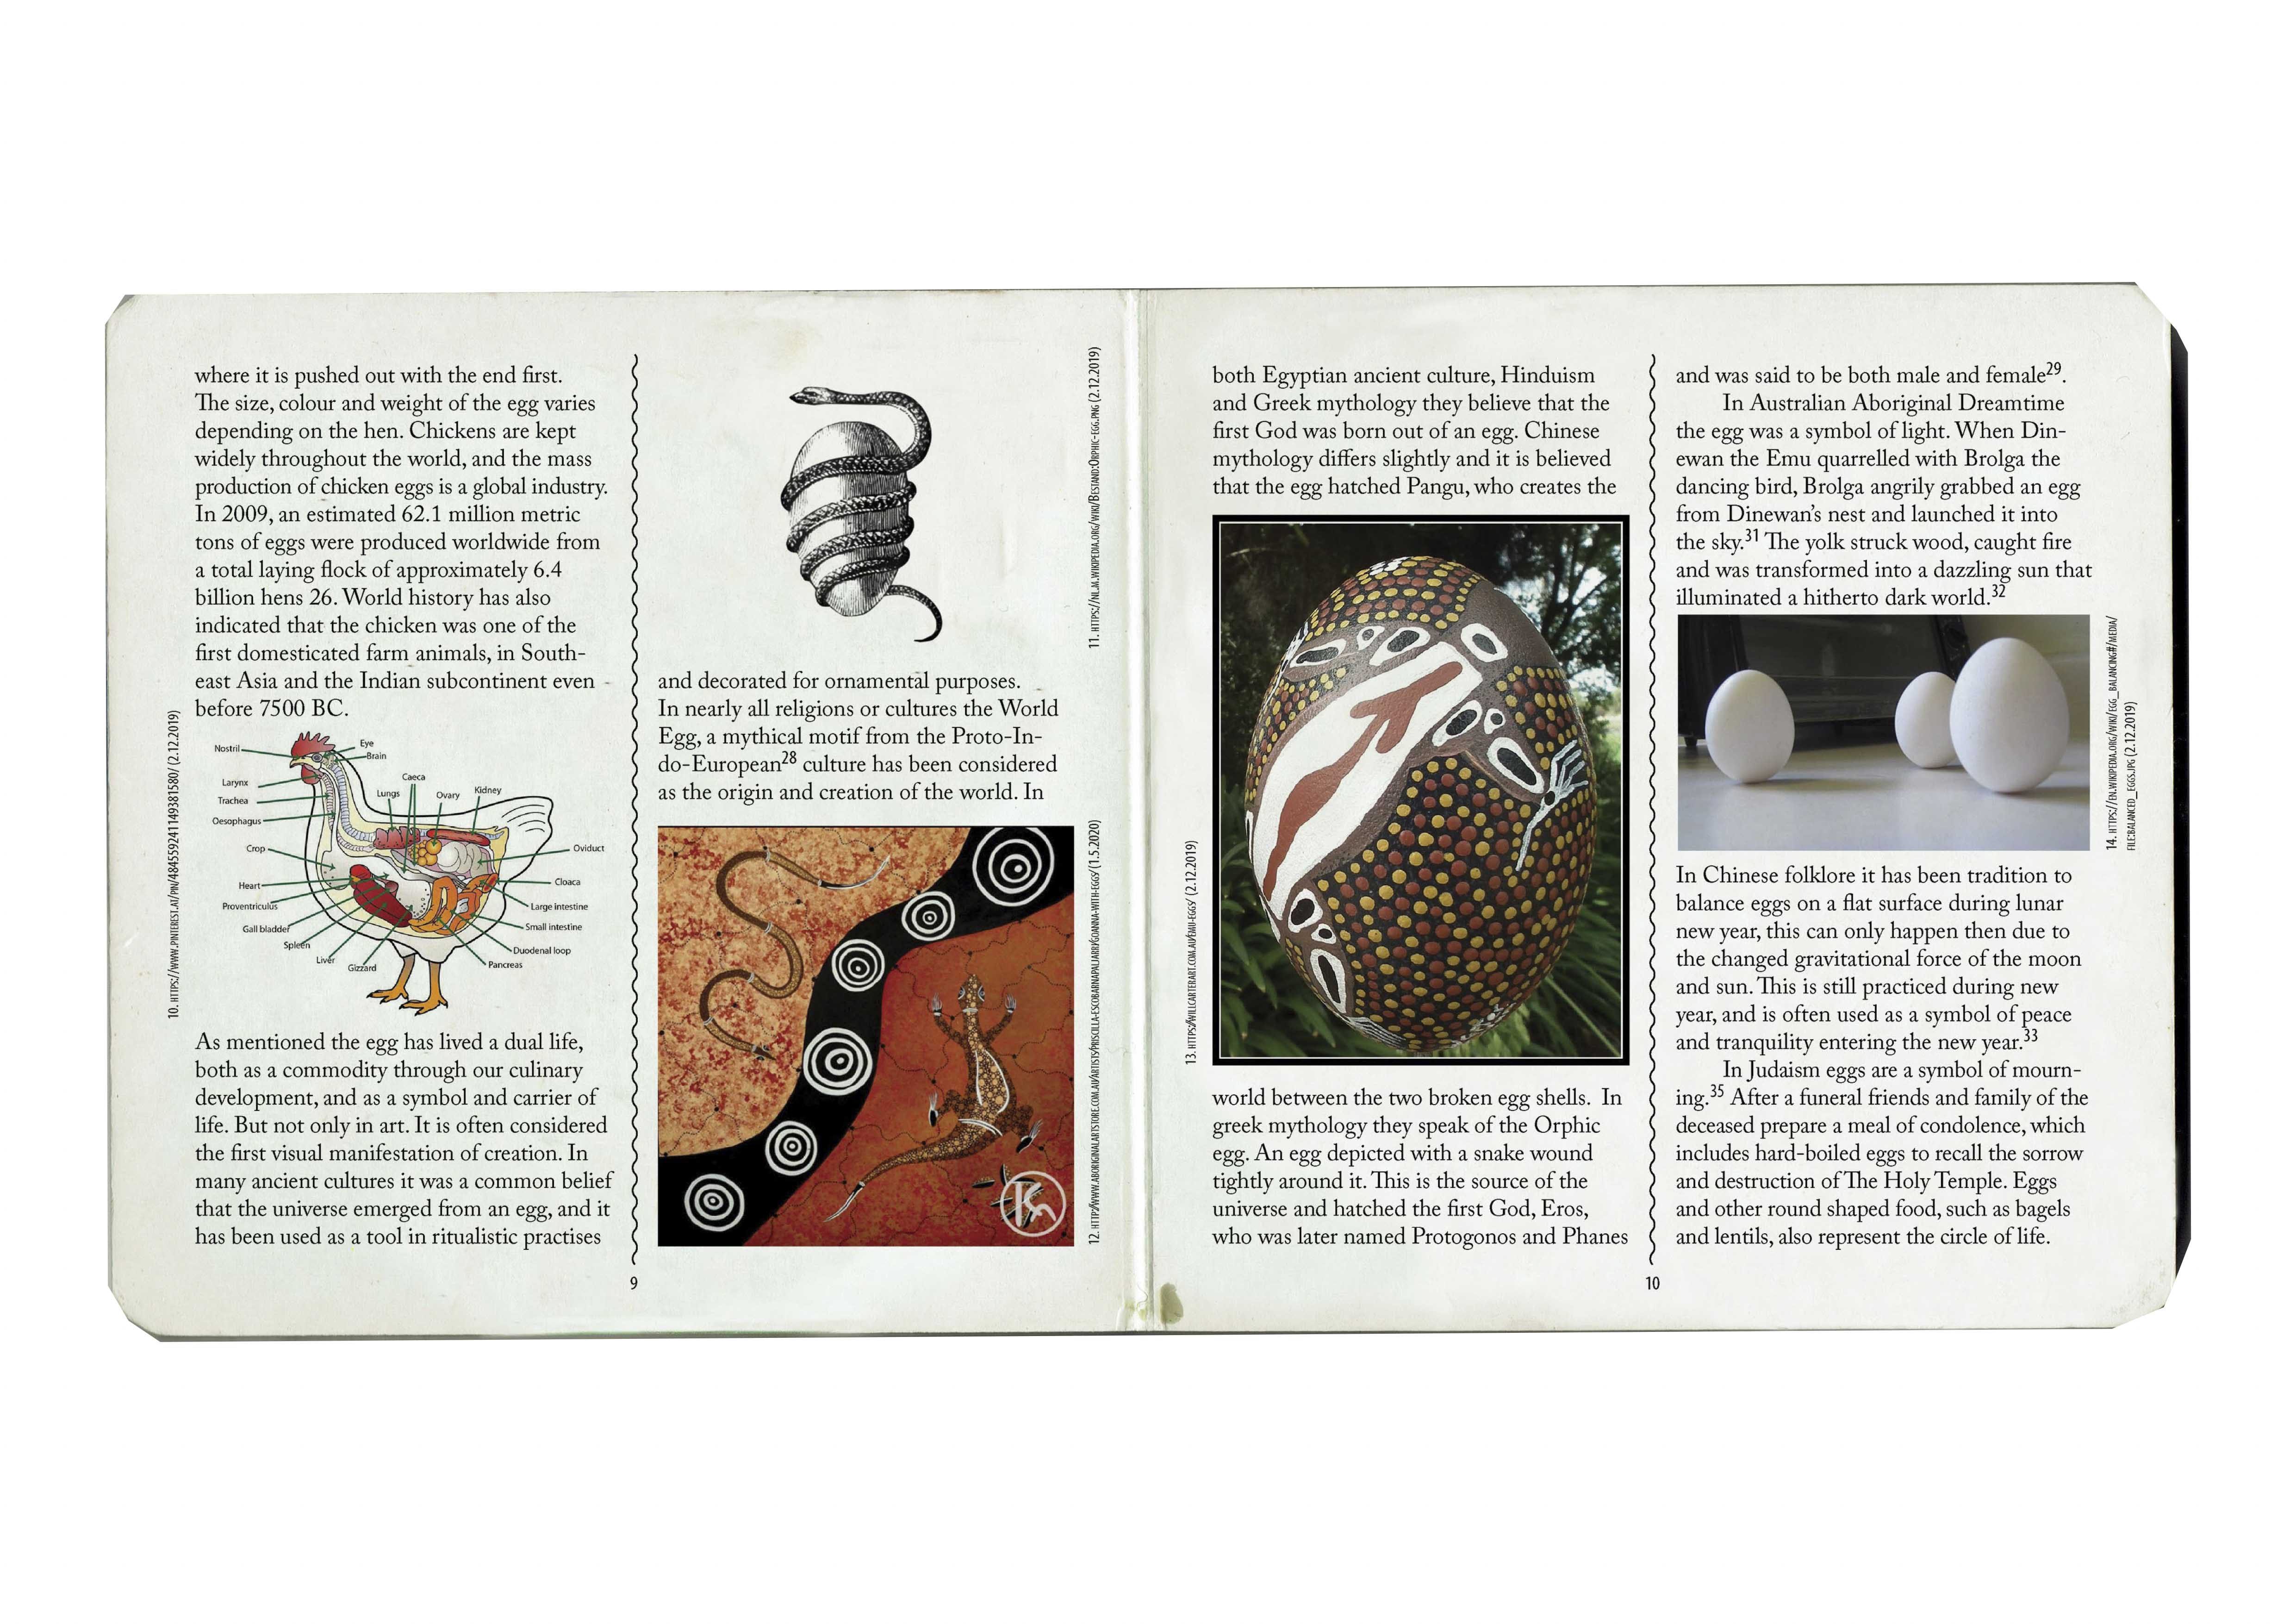 where it is pushed out with the end first.
The size, colour and weight of the egg varies
depending on the hen. Chickens are kept
widely throughout the world, and the mass
production of chicken eggs is a global industry.
In 2009, an estimated 62.1 million metric
tons of eggs were produced worldwide from
a total laying flock of approximately 6.4
billion hens 26. World history has also
indicated that the chicken was one of the
first domesticated farm animals, in South-
east Asia and the Indian subcontinent even
before 7500 BC.
10. https://www.pinterest.at/pin/484559241149381580/ (2.12.2019)
Nostril
Eye
Brain
Larynx
Caeca
Trachea
Lungs
Ovary
Kidney
Oesophagus
Crop
Oviduct
Heart
Cloaca
Proventriculus
Large intestine
Gall bladder
Small intestine
Spleen
Duodenal loop
Liver
Gizzard
Pancreas
As mentioned the egg has lived a dual life,
both as a commodity through our culinary
development, and as a symbol and carrier of
life. But not only in art. It is often considered
the first visual manifestation of creation. In
many ancient cultures it was a common belief
that the universe emerged from an egg, and it
has been used as a tool in ritualistic practises
11. https://nl.m.wikipedia.org/wiki/Bestand:Orphic-egg.png (2.12.2019)
and decorated for ornamental purposes.
In nearly all religions or cultures the World
Egg, a mythical motif from the Proto-In-
do-European28 culture has been considered
as the origin and creation of the world. In
12. http://www.aboriginalartstore.com.au/artists/priscilla-escobarnapaljarri/goanna-with-eggs/ (1.5.2020)
9
both Egyptian ancient culture, Hinduism
and Greek mythology they believe that the
first God was born out of an egg. Chinese
mythology differs slightly and it is believed
that the egg hatched Pangu, who creates the
13. https://willcarterart.com.au/emu-eggs/ (2.12.2019)
world between the two broken egg shells. In
greek mythology they speak of the Orphic
egg. An egg depicted with a snake wound
tightly around it. This is the source of the
universe and hatched the first God, Eros,
who was later named Protogonos and Phanes
and was said to be both male and female29.
In Australian Aboriginal Dreamtime
the egg was a symbol of light. When Din-
ewan the Emu quarrelled with Brolga the
dancing bird, Brolga angrily grabbed an egg
from Dinewan's nest and launched it into
the sky.31 The yolk struck wood, caught fire
and was transformed into a dazzling sun that
illuminated a hitherto dark world.32
14. https://en.wikipedia.org/wiki/Egg_balancing#/media/
File:Balanced_eggs.jpg (2.12.2019)
In Chinese folklore it has been tradition to
balance eggs on a flat surface during lunar
new year, this can only happen then due to
the changed gravitational force of the moon
and sun. This is still practiced during new
year, and is often used as a symbol of peace
and tranquility entering the new year.33
In Judaism eggs are a symbol of mourn-
ing.35 After a funeral friends and family of the
deceased prepare a meal of condolence, which
includes hard-boiled eggs to recall the sorrow
and destruction of The Holy Temple. Eggs
and other round shaped food, such as bagels
and lentils, also represent the circle of life.
10